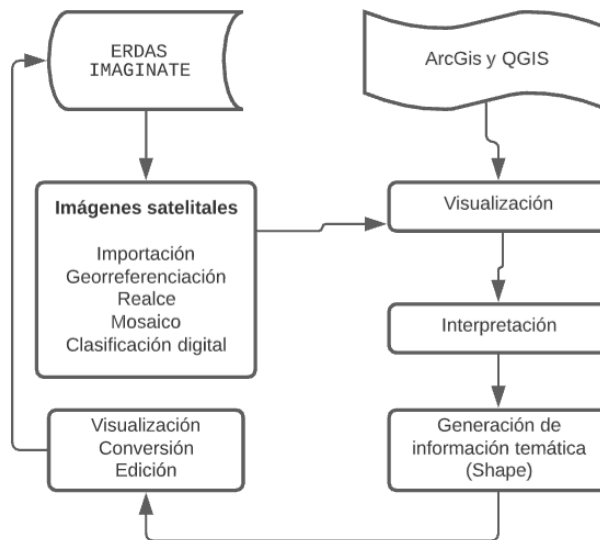 ERDAS
IMAGINATE
ArcGis y QGIS
Imágenes satelitales
Importación
Georreferenciación
Realce
Mosaico
Clasificación digital
Visualización
Interpretación
Generación de
información temática
(Shape)
Visualización
Conversión
Edición